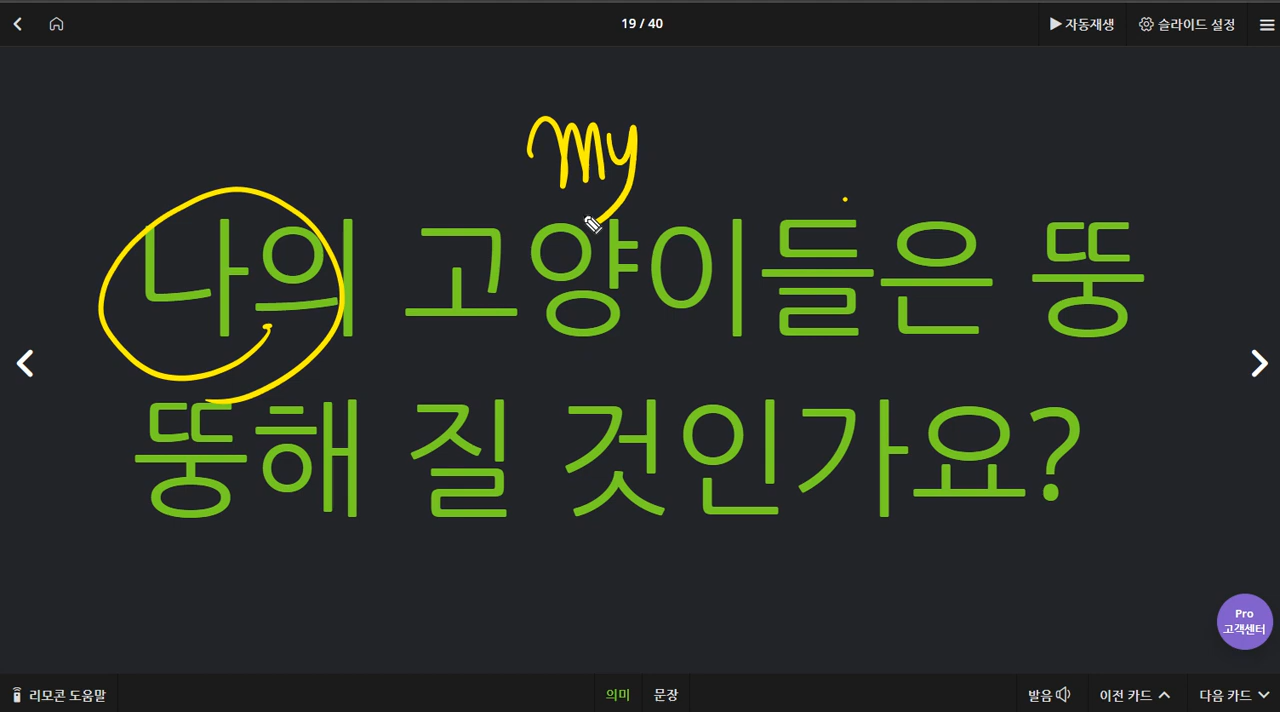 19 / 40
자동재생
슬라이드 설정
my
나의 고양이들은 뚱
뚱해 질 것인가요?
Pro
고객센터
리모콘 도움말
의미
문장
발음
이전 카드
다음 카드